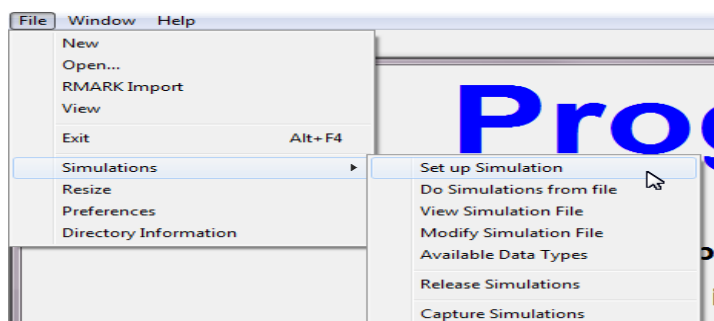 File Window Help
New
Open...
RMARK Import
View
Exit Alt+F4
Simulations
Resize
Preferences
Directory Information
Set up Simulation
Do Simulations from file
View Simulation File
Modify Simulation File
Available Data Types
Release Simulations
Capture Simulations
Prog